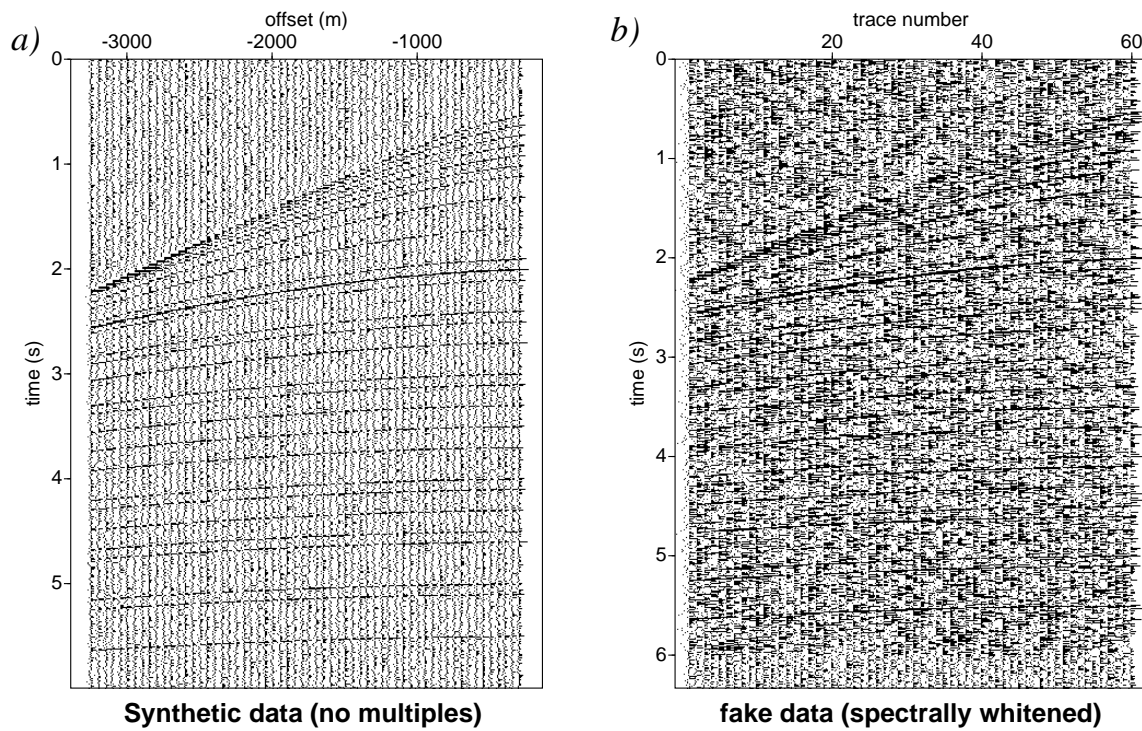 a)
offset (m)
-3000 -2000 -1000
0
1
2
3
4
5
time (s)
Synthetic data (no multiples)
b)
trace number
20 40 60
0
1
2
3
4
5
6
time (s)
fake data (spectrally whitened)